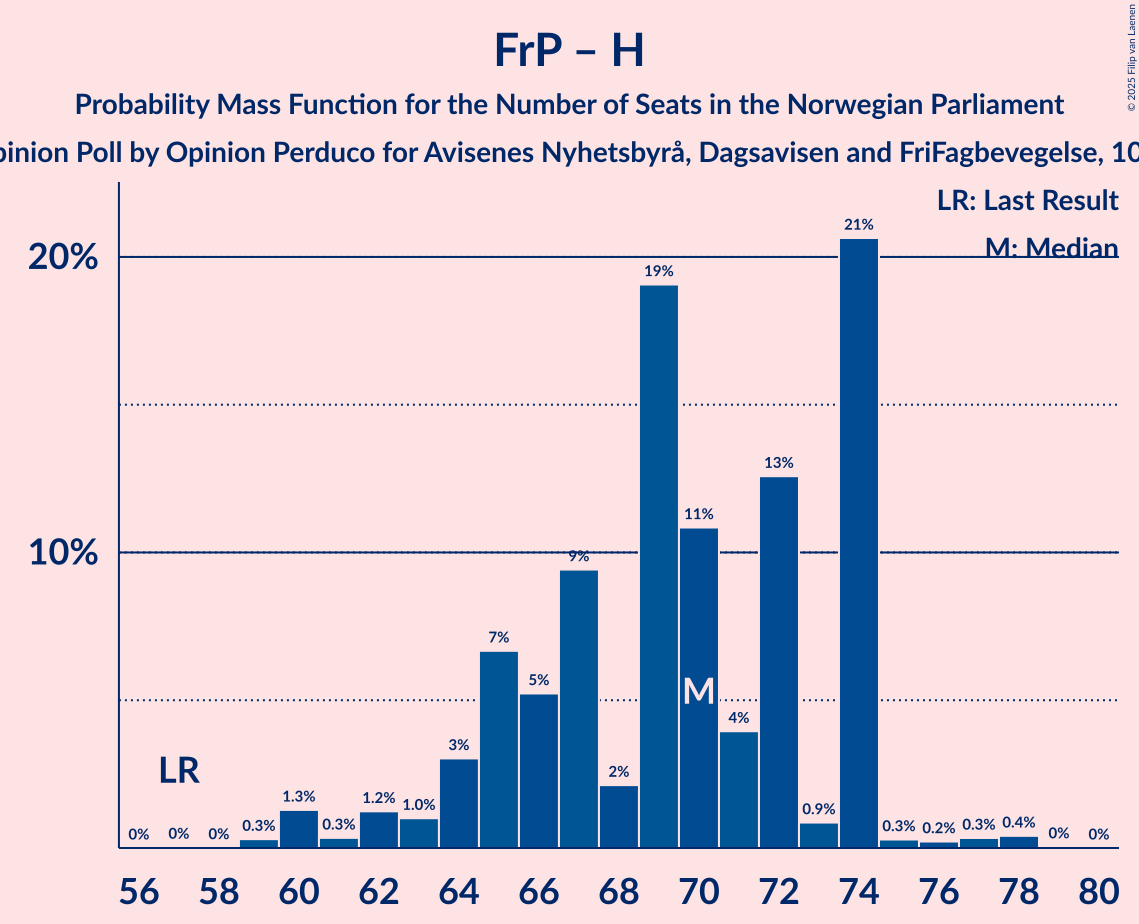 FrP – H
Probability Mass Function for the Number of Seats in the Norwegian Parliament
Opinion Poll by Opinion Perduco for Avisenes Nyhetsbyrå, Dagsavisen and FriFagbevegelse, 10
© 2025 Filip van Laenen
LR: Last Result
M: Median
20%
10%
0% 0% 0% 0.3% 1.3% 0.3% 1.2% 1.0% 3% 7% 5% 9% 2% 19% 11% 4% 13% 0.9% 21% 0.3% 0.2% 0.3% 0.4% 0% 0%
LR
M
56 58 60 62 64 66 68 70 72 74 76 78 80